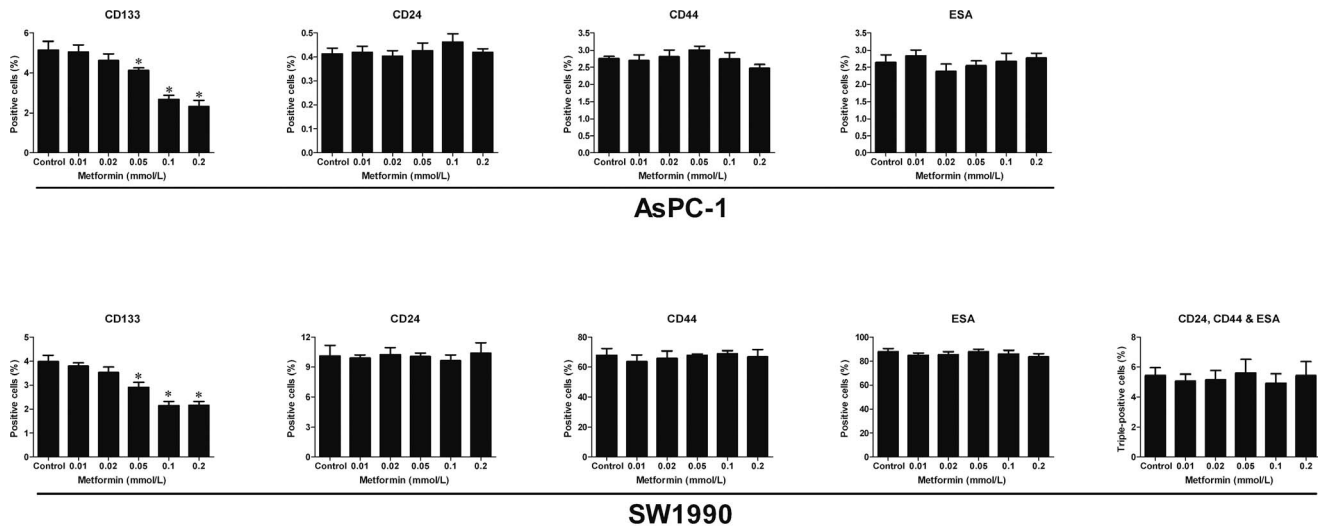 CD133
Positive cells (%)
6
4
2
0
* * *
Control 0.01 0.02 0.05 0.1 0.2
Metformin (mmol/L)
CD24
Positive cells (%)
0.5
0.4
0.3
0.2
0.1
0.0
Control 0.01 0.02 0.05 0.1 0.2
Metformin (mmol/L)
CD44
Positive cells (%)
3.5
3.0
2.5
2.0
1.5
1.0
0.5
0.0
Control 0.01 0.02 0.05 0.1 0.2
Metformin (mmol/L)
ESA
Positive cells (%)
3.5
3.0
2.5
2.0
1.5
1.0
0.5
0.0
Control 0.01 0.02 0.05 0.1 0.2
Metformin (mmol/L)
AsPC-1
CD133
Positive cells (%)
5
4
3
2
1
0
* * *
Control 0.01 0.02 0.05 0.1 0.2
Metformin (mmol/L)
CD24
Positive cells (%)
12
9
6
3
0
Control 0.01 0.02 0.05 0.1 0.2
Metformin (mmol/L)
CD44
Positive cells (%)
80
60
40
20
0
Control 0.01 0.02 0.05 0.1 0.2
Metformin (mmol/L)
ESA
Positive cells (%)
100
80
60
40
20
0
Control 0.01 0.02 0.05 0.1 0.2
Metformin (mmol/L)
CD24, CD44 & ESA
Triple-positive cells (%)
8
6
4
2
0
Control 0.01 0.02 0.05 0.1 0.2
Metformin (mmol/L)
SW1990